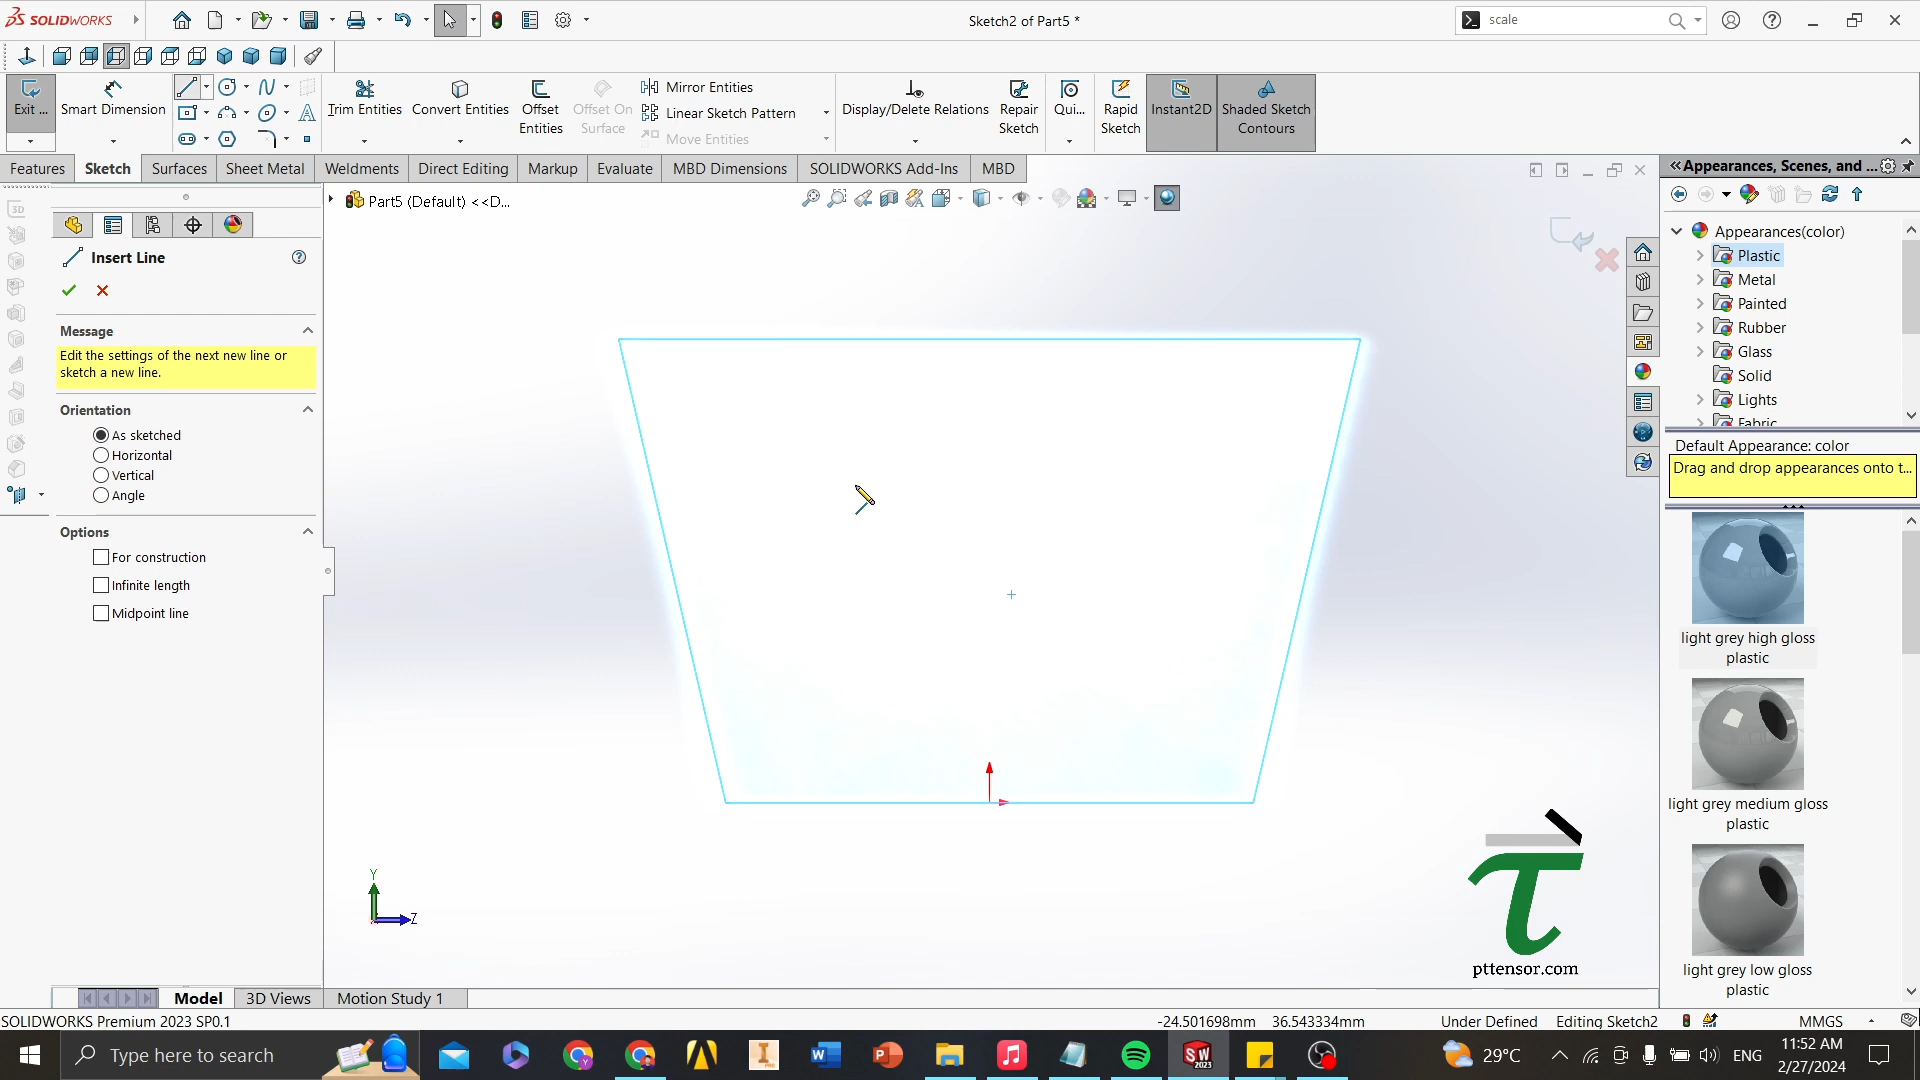 SOLIDWORKS
Sketch2 of Part5 *
scale
Exit ...
Smart Dimension
Trim Entities
Convert Entities
Offset
Entities
Offset On
Surface
Mirror Entities
Linear Sketch Pattern
Move Entities
Display/Delete Relations
Repair
Sketch
Qui...
Rapid
Sketch
Instant2D
Shaded Sketch
Contours
Features
Sketch
Surfaces
Sheet Metal
Weldments
Direct Editing
Markup
Evaluate
MBD Dimensions
SOLIDWORKS Add-Ins
MBD
Part5 (Default) <<D...
Insert Line
Message
Edit the settings of the next new line or
sketch a new line.
Orientation
As sketched
Horizontal
Vertical
Angle
Options
For construction
Infinite length
Midpoint line
3D
Y
Z
pttensor.com
Appearances, Scenes, and ...
Appearances(color)
Plastic
Metal
Painted
Rubber
Glass
Solid
Lights
Fabric
Default Appearance: color
Drag and drop appearances onto t...
light grey high gloss
plastic
light grey medium gloss
plastic
light grey low gloss
plastic
Model
3D Views
Motion Study 1
SOLIDWORKS Premium 2023 SP0.1
-24.501698mm
36.543334mm
Under Defined
Editing Sketch2
MMGS
Type here to search
29°C
ENG
11:52 AM
2/27/2024